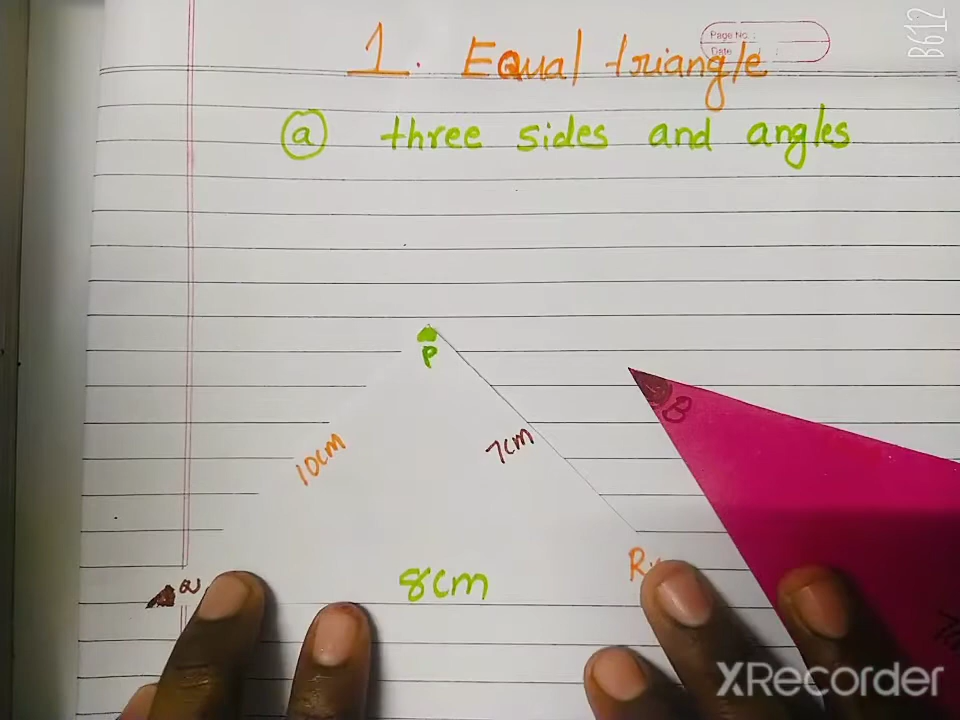 Page No.:
Date : / :
1. Equal triangle
B612
(a) three sides and angles
P
B
10cm
7cm
Q
8cm
R
XRecorder